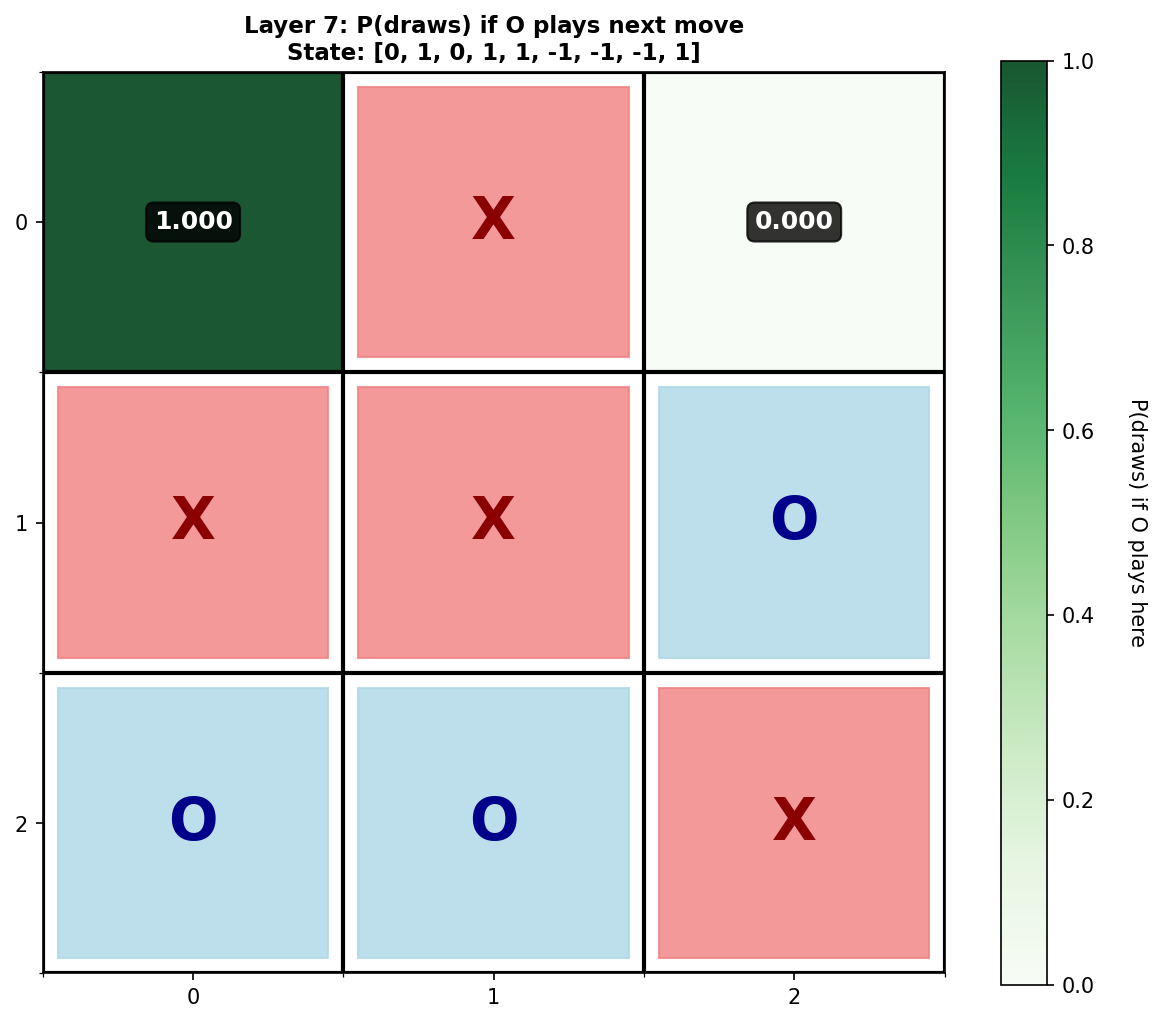 Layer 7: P(draws) if O plays next move
State: [0, 1, 0, 1, 1, -1, -1, -1, 1]
1.000
X
0.000
X
X
O
O
O
X
0
1
2
0
1
2
1.0
0.8
0.6
0.4
0.2
0.0
P(draws) if O plays here